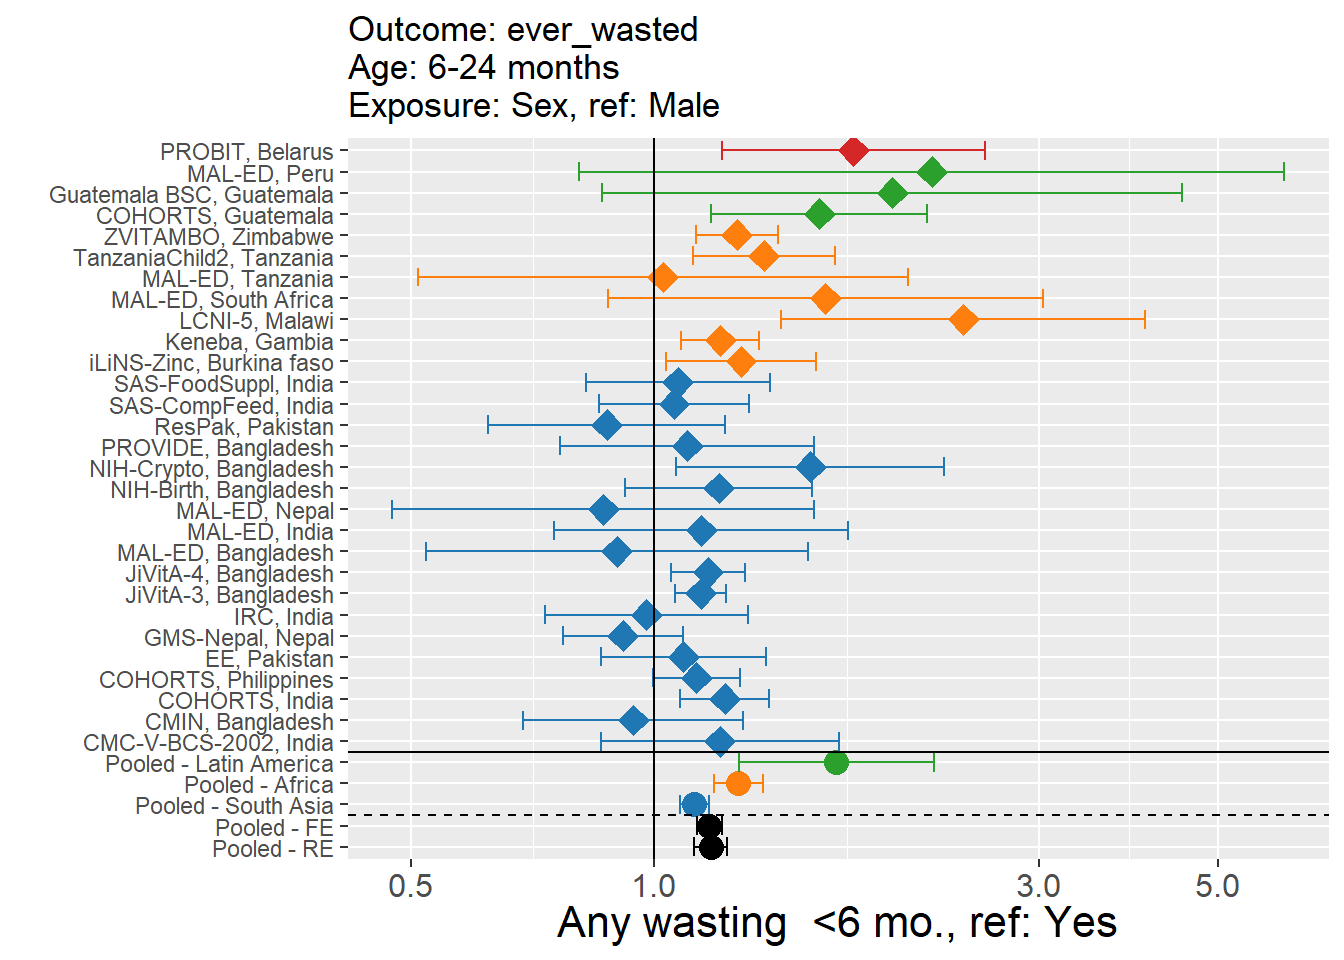 Outcome: ever_wasted
Age: 6-24 months
Exposure: Sex, ref: Male
PROBIT, Belarus
MAL-ED, Peru
Guatemala BSC, Guatemala
COHORTS, Guatemala
ZVITAMBO, Zimbabwe
TanzaniaChild2, Tanzania
MAL-ED, Tanzania
MAL-ED, South Africa
LCNI-5, Malawi
Keneba, Gambia
iLiNS-Zinc, Burkina faso
SAS-FoodSuppl, India
SAS-CompFeed, India
ResPak, Pakistan
PROVIDE, Bangladesh
NIH-Crypto, Bangladesh
NIH-Birth, Bangladesh
MAL-ED, Nepal
MAL-ED, India
MAL-ED, Bangladesh
JiVitA-4, Bangladesh
JiVitA-3, Bangladesh
IRC, India
GMS-Nepal, Nepal
EE, Pakistan
COHORTS, Philippines
COHORTS, India
CMIN, Bangladesh
CMC-V-BCS-2002, India
Pooled - Latin America
Pooled - Africa
Pooled - South Asia
Pooled - FE
Pooled - RE
0.5 1.0 3.0 5.0
Any wasting  <6 mo., ref: Yes